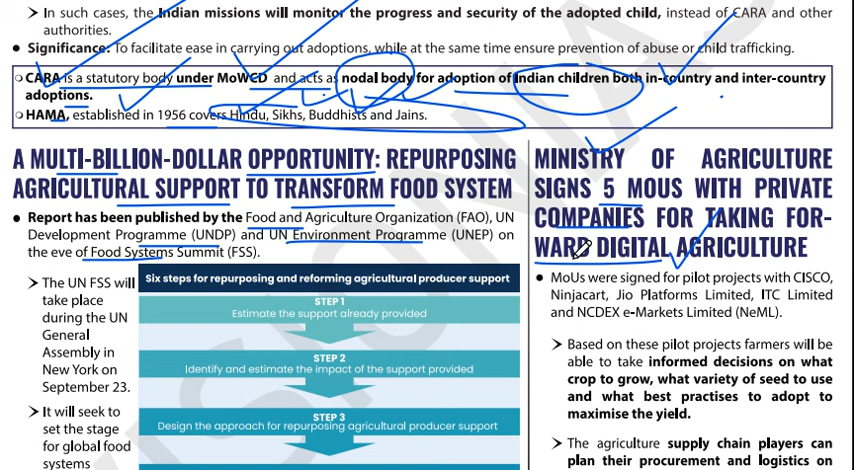 ➤ In such cases, the Indian missions will monitor the progress and security of the adopted child, instead of CARA and other
authorities.
● Significance: To facilitate ease in carrying out adoptions, while at the same time ensure prevention of abuse or child trafficking.
○ CARA is a statutory body under MoWCD and acts as nodal body for adoption of Indian children both in-country and inter-country
adoptions.
○ HAMA, established in 1956 covers Hindu, Sikhs, Buddhists and Jains.
A MULTI-BILLION-DOLLAR OPPORTUNITY: REPURPOSING
AGRICULTURAL SUPPORT TO TRANSFORM FOOD SYSTEM
● Report has been published by the Food and Agriculture Organization (FAO), UN
Development Programme (UNDP) and UN Environment Programme (UNEP) on
the eve of Food Systems Summit (FSS).
➤ The UN FSS will
take place
during the UN
General
Assembly in
New York on
September 23.
➤ It will seek to
set the stage
for global food
systems
Six steps for repurposing and reforming agricultural producer support
STEP 1
Estimate the support already provided
STEP 2
Identify and estimate the impact of the support provided
STEP 3
Design the approach for repurposing agricultural producer support
MINISTRY OF AGRICULTURE
SIGNS 5 MOUS WITH PRIVATE
COMPANIES FOR TAKING FOR-
WARD DIGITAL AGRICULTURE
● MoUs were signed for pilot projects with CISCO,
Ninjacart, Jio Platforms Limited, ITC Limited
and NCDEX e-Markets Limited (NeML).
➤ Based on these pilot projects farmers will be
able to take informed decisions on what
crop to grow, what variety of seed to use
and what best practises to adopt to
maximise the yield.
➤ The agriculture supply chain players can
plan their procurement and logistics on